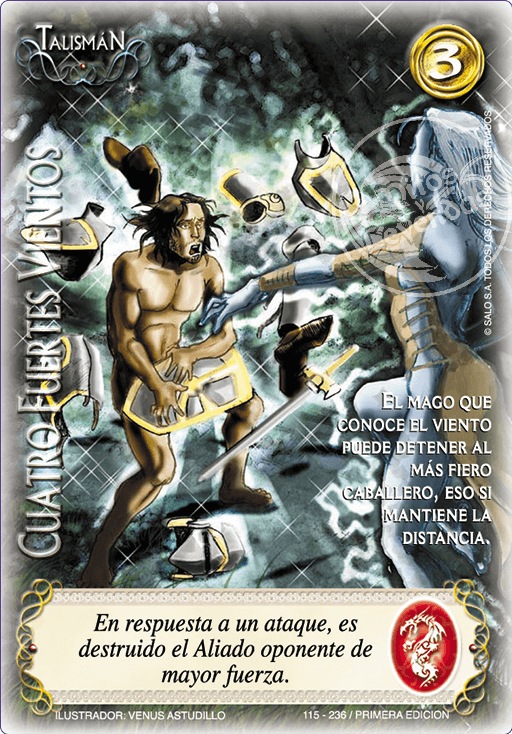 TALISMÁN
3
CUATRO FUERTES VIENTOS
© SALO S.A. TODOS LOS DERECHOS RESERVADOS
EL MAGO QUE
CONOCE EL VIENTO
PUEDE DETENER AL
MÁS FIERO
CABALLERO, ESO SI
MANTIENE LA
DISTANCIA.
En respuesta a un ataque, es
destruido el Aliado oponente de
mayor fuerza.
ILUSTRADOR: VENUS ASTUDILLO
115 - 236 / PRIMERA EDICION